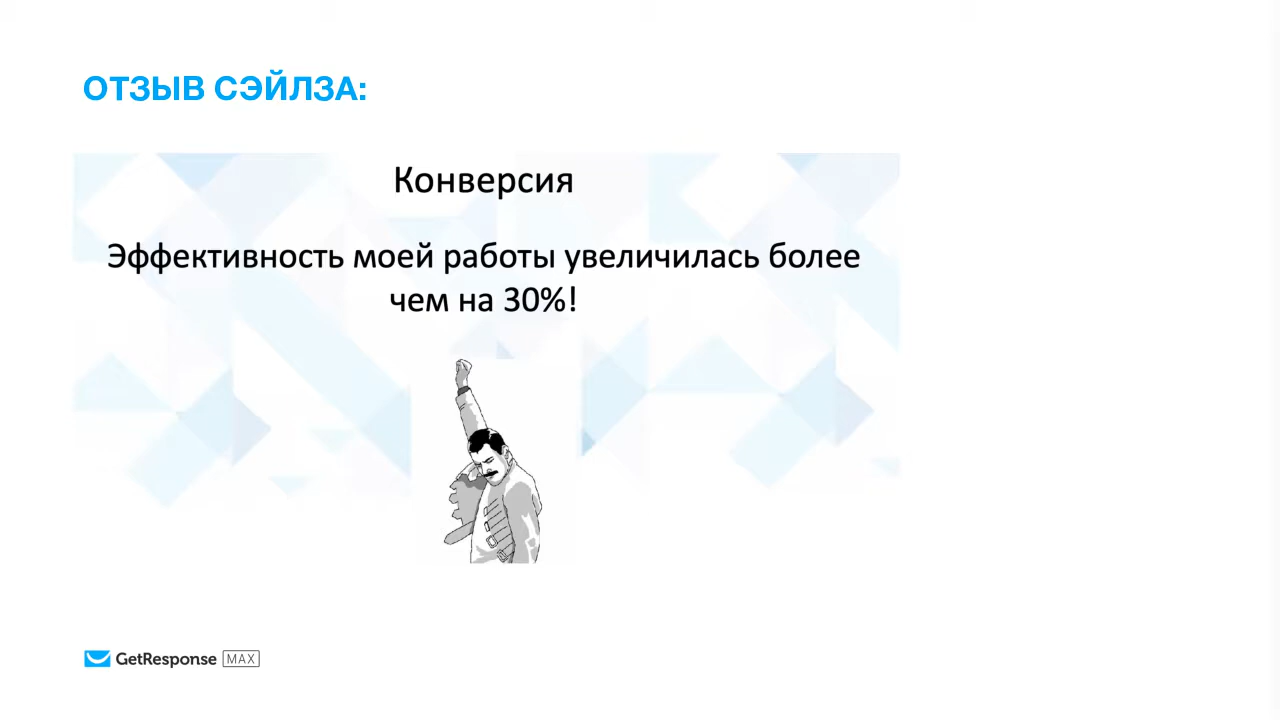 ОТЗЫВ СЭЙЛЗА:
Конверсия
Эффективность моей работы увеличилась более
чем на 30%!
GetResponse MAX